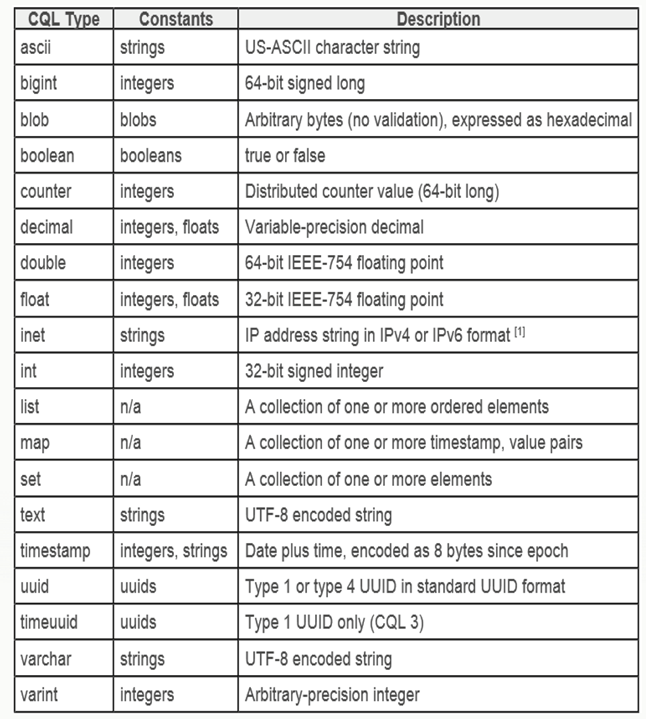 CQL Type Constants Description
ascii strings US-ASCII character string
bigint integers 64-bit signed long
blob blobs Arbitrary bytes (no validation), expressed as hexadecimal
boolean booleans true or false
counter integers Distributed counter value (64-bit long)
decimal integers, floats Variable-precision decimal
double integers 64-bit IEEE-754 floating point
float integers, floats 32-bit IEEE-754 floating point
inet strings IP address string in IPv4 or IPv6 format [1]
int integers 32-bit signed integer
list n/a A collection of one or more ordered elements
map n/a A collection of one or more timestamp, value pairs
set n/a A collection of one or more elements
text strings UTF-8 encoded string
timestamp integers, strings Date plus time, encoded as 8 bytes since epoch
uuid uuids Type 1 or type 4 UUID in standard UUID format
timeuuid uuids Type 1 UUID only (CQL 3)
varchar strings UTF-8 encoded string
varint integers Arbitrary-precision integer